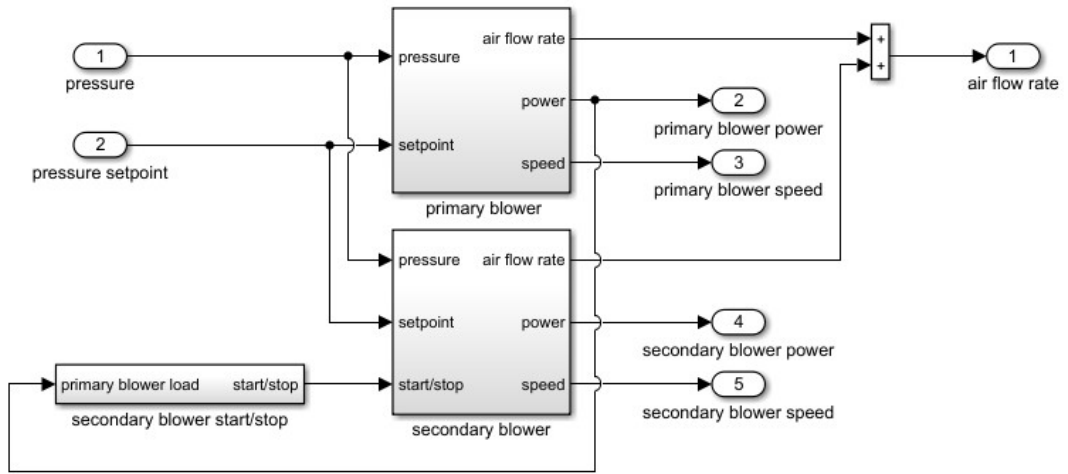 1
pressure
2
pressure setpoint
pressure
setpoint
air flow rate
power
speed
primary blower
+
+
1
air flow rate
2
primary blower power
3
primary blower speed
pressure
setpoint
start/stop
air flow rate
power
speed
secondary blower
4
secondary blower power
5
secondary blower speed
primary blower load start/stop
secondary blower start/stop